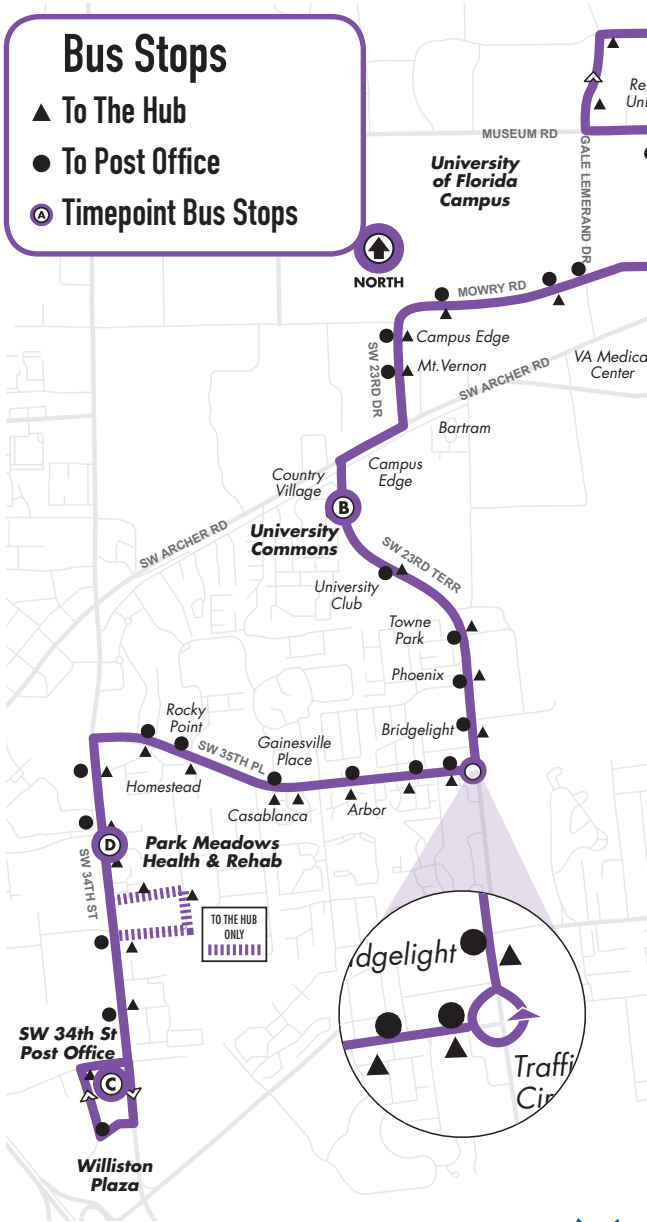 Bus Stops
To The Hub
To Post Office
A Timepoint Bus Stops
NORTH
MUSEUM RD
University
of Florida
Campus
GALE LEMERAND DR
MOWRY RD
Campus Edge
Mt. Vernon
SW 23RD DR
SW ARCHER RD
VA Medica
Center
Bartram
Campus
Edge
Country
Village
B
University
Commons
SW ARCHER RD
SW 23RD TERR
University
Club
Towne
Park
Phoenix
Bridgelight
Rocky
Point
SW 35TH PL
Gainesville
Place
Homestead
Casablanca
Arbor
D
Park Meadows
Health & Rehab
SW 34TH ST
TO THE HUB
ONLY
dgelight
Traffi
Cir
SW 34th St
Post Office
C
Williston
Plaza